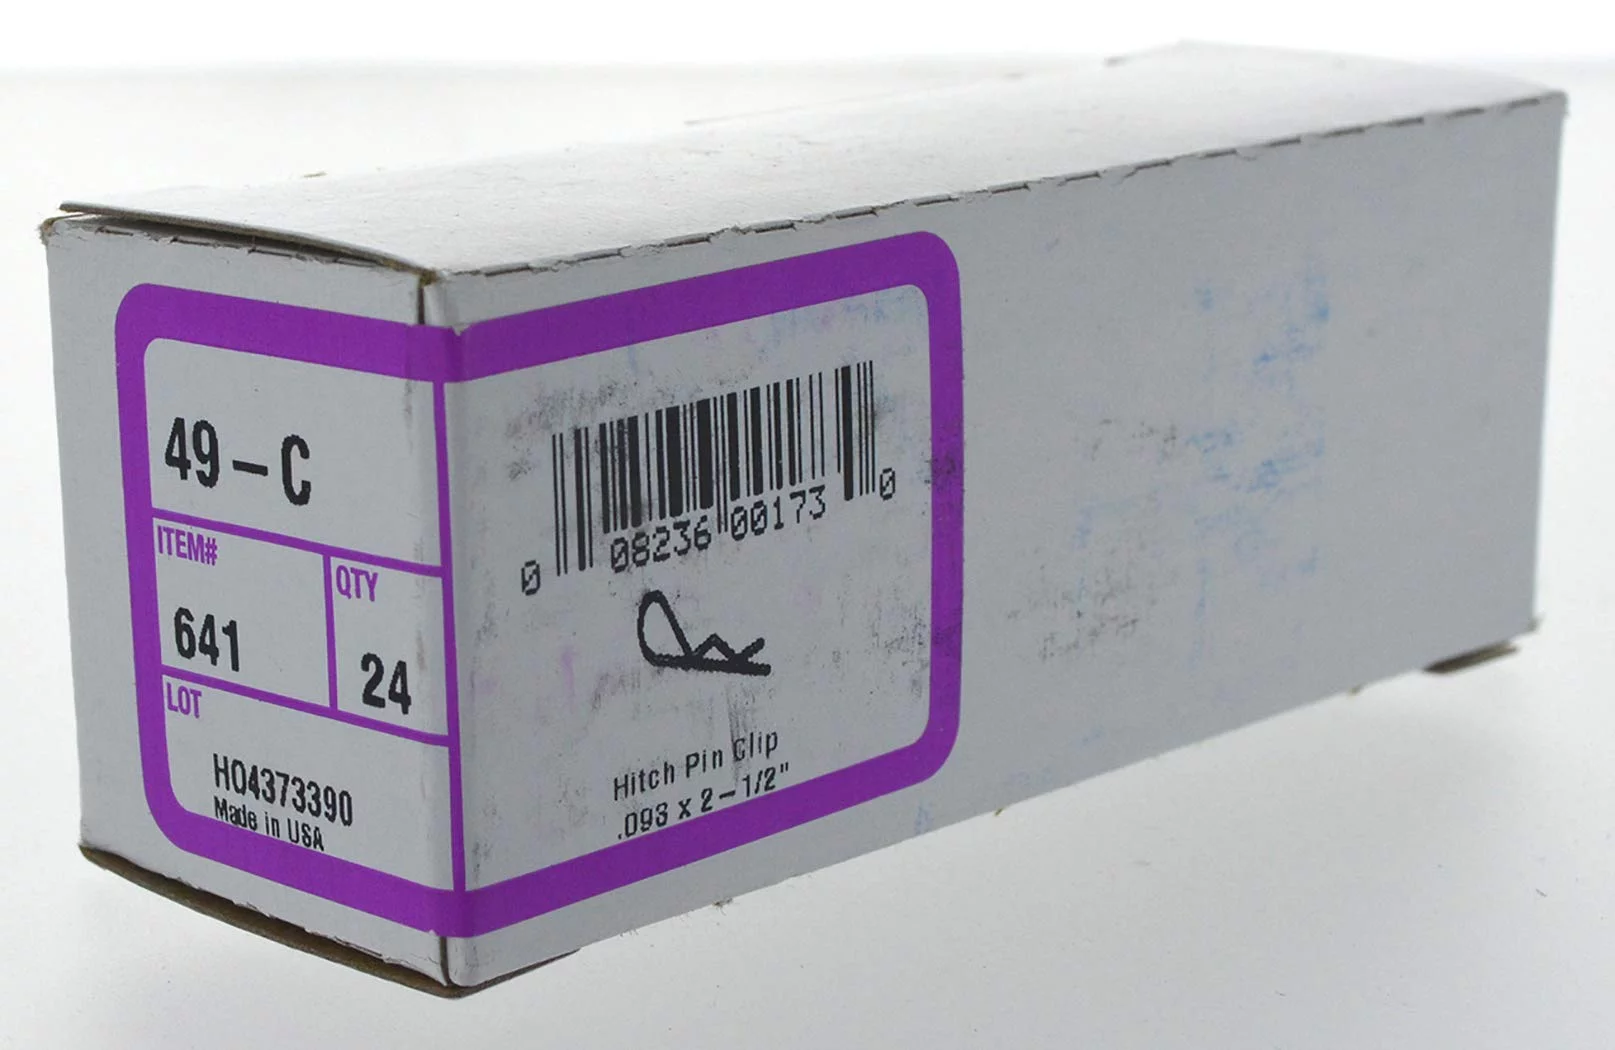 49-C
ITEM#
641
QTY
24
LOT
H04373390
Made in USA
0 08236 00173 0
Hitch Pin Clip
.093 x 2-1/2"